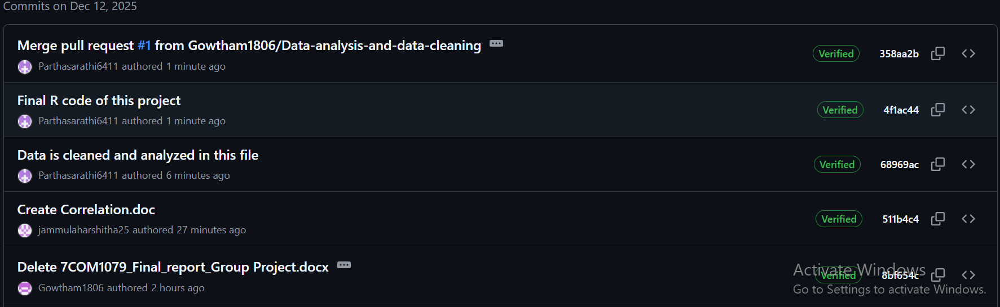 Commits on Dec 12, 2025
Merge pull request #1 from Gowtham1806/Data-analysis-and-data-cleaning
Parthasarathi6411 authored 1 minute ago
Verified 358aa2b
Final R code of this project
Parthasarathi6411 authored 1 minute ago
Verified 4f1ac44
Data is cleaned and analyzed in this file
Parthasarathi6411 authored 6 minutes ago
Verified 68969ac
Create Correlation.doc
jammulaharshitha25 authored 27 minutes ago
Verified 511b4c4
Delete 7COM1079_Final_report_Group Project.docx
Gowtham1806 authored 2 hours ago
Verified 8bf654c
Activate Windows
Go to Settings to activate Windows.